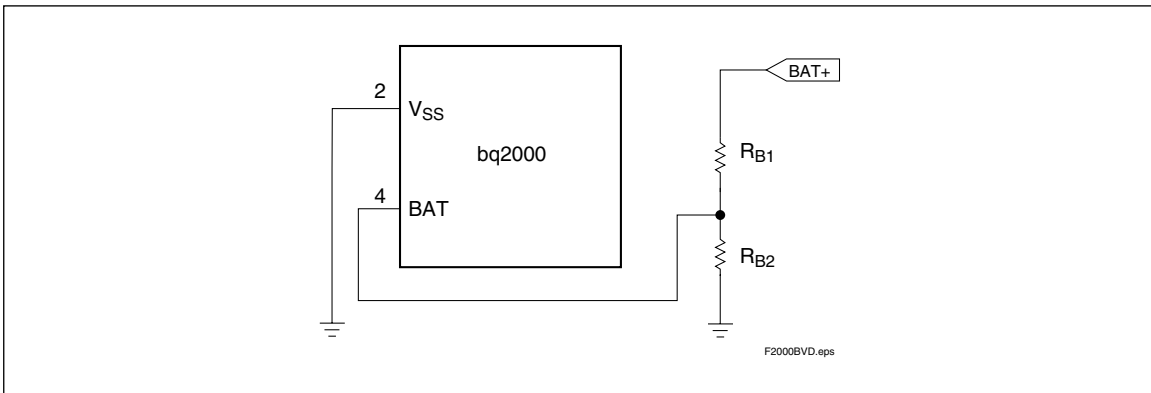 BAT+
2
VSS
bq2000
RB1
4
BAT
RB2
F2000BVD.eps